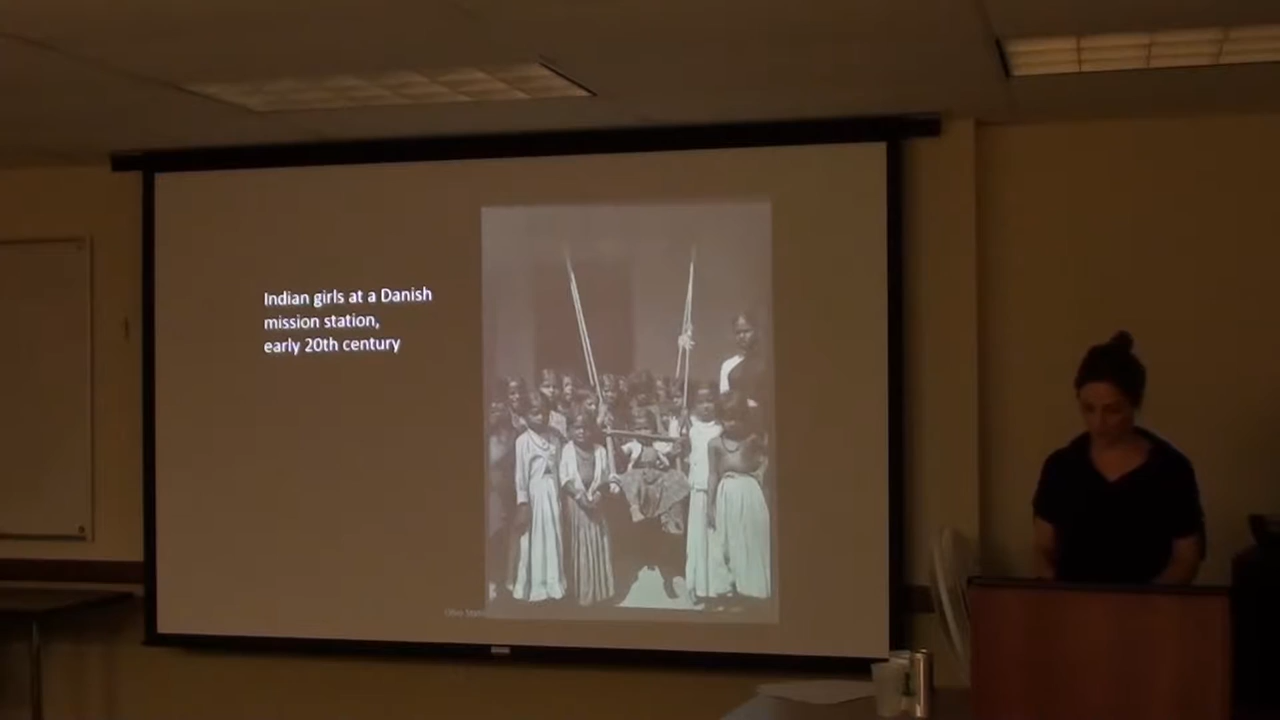 Indian girls at a Danish
mission station,
early 20th century